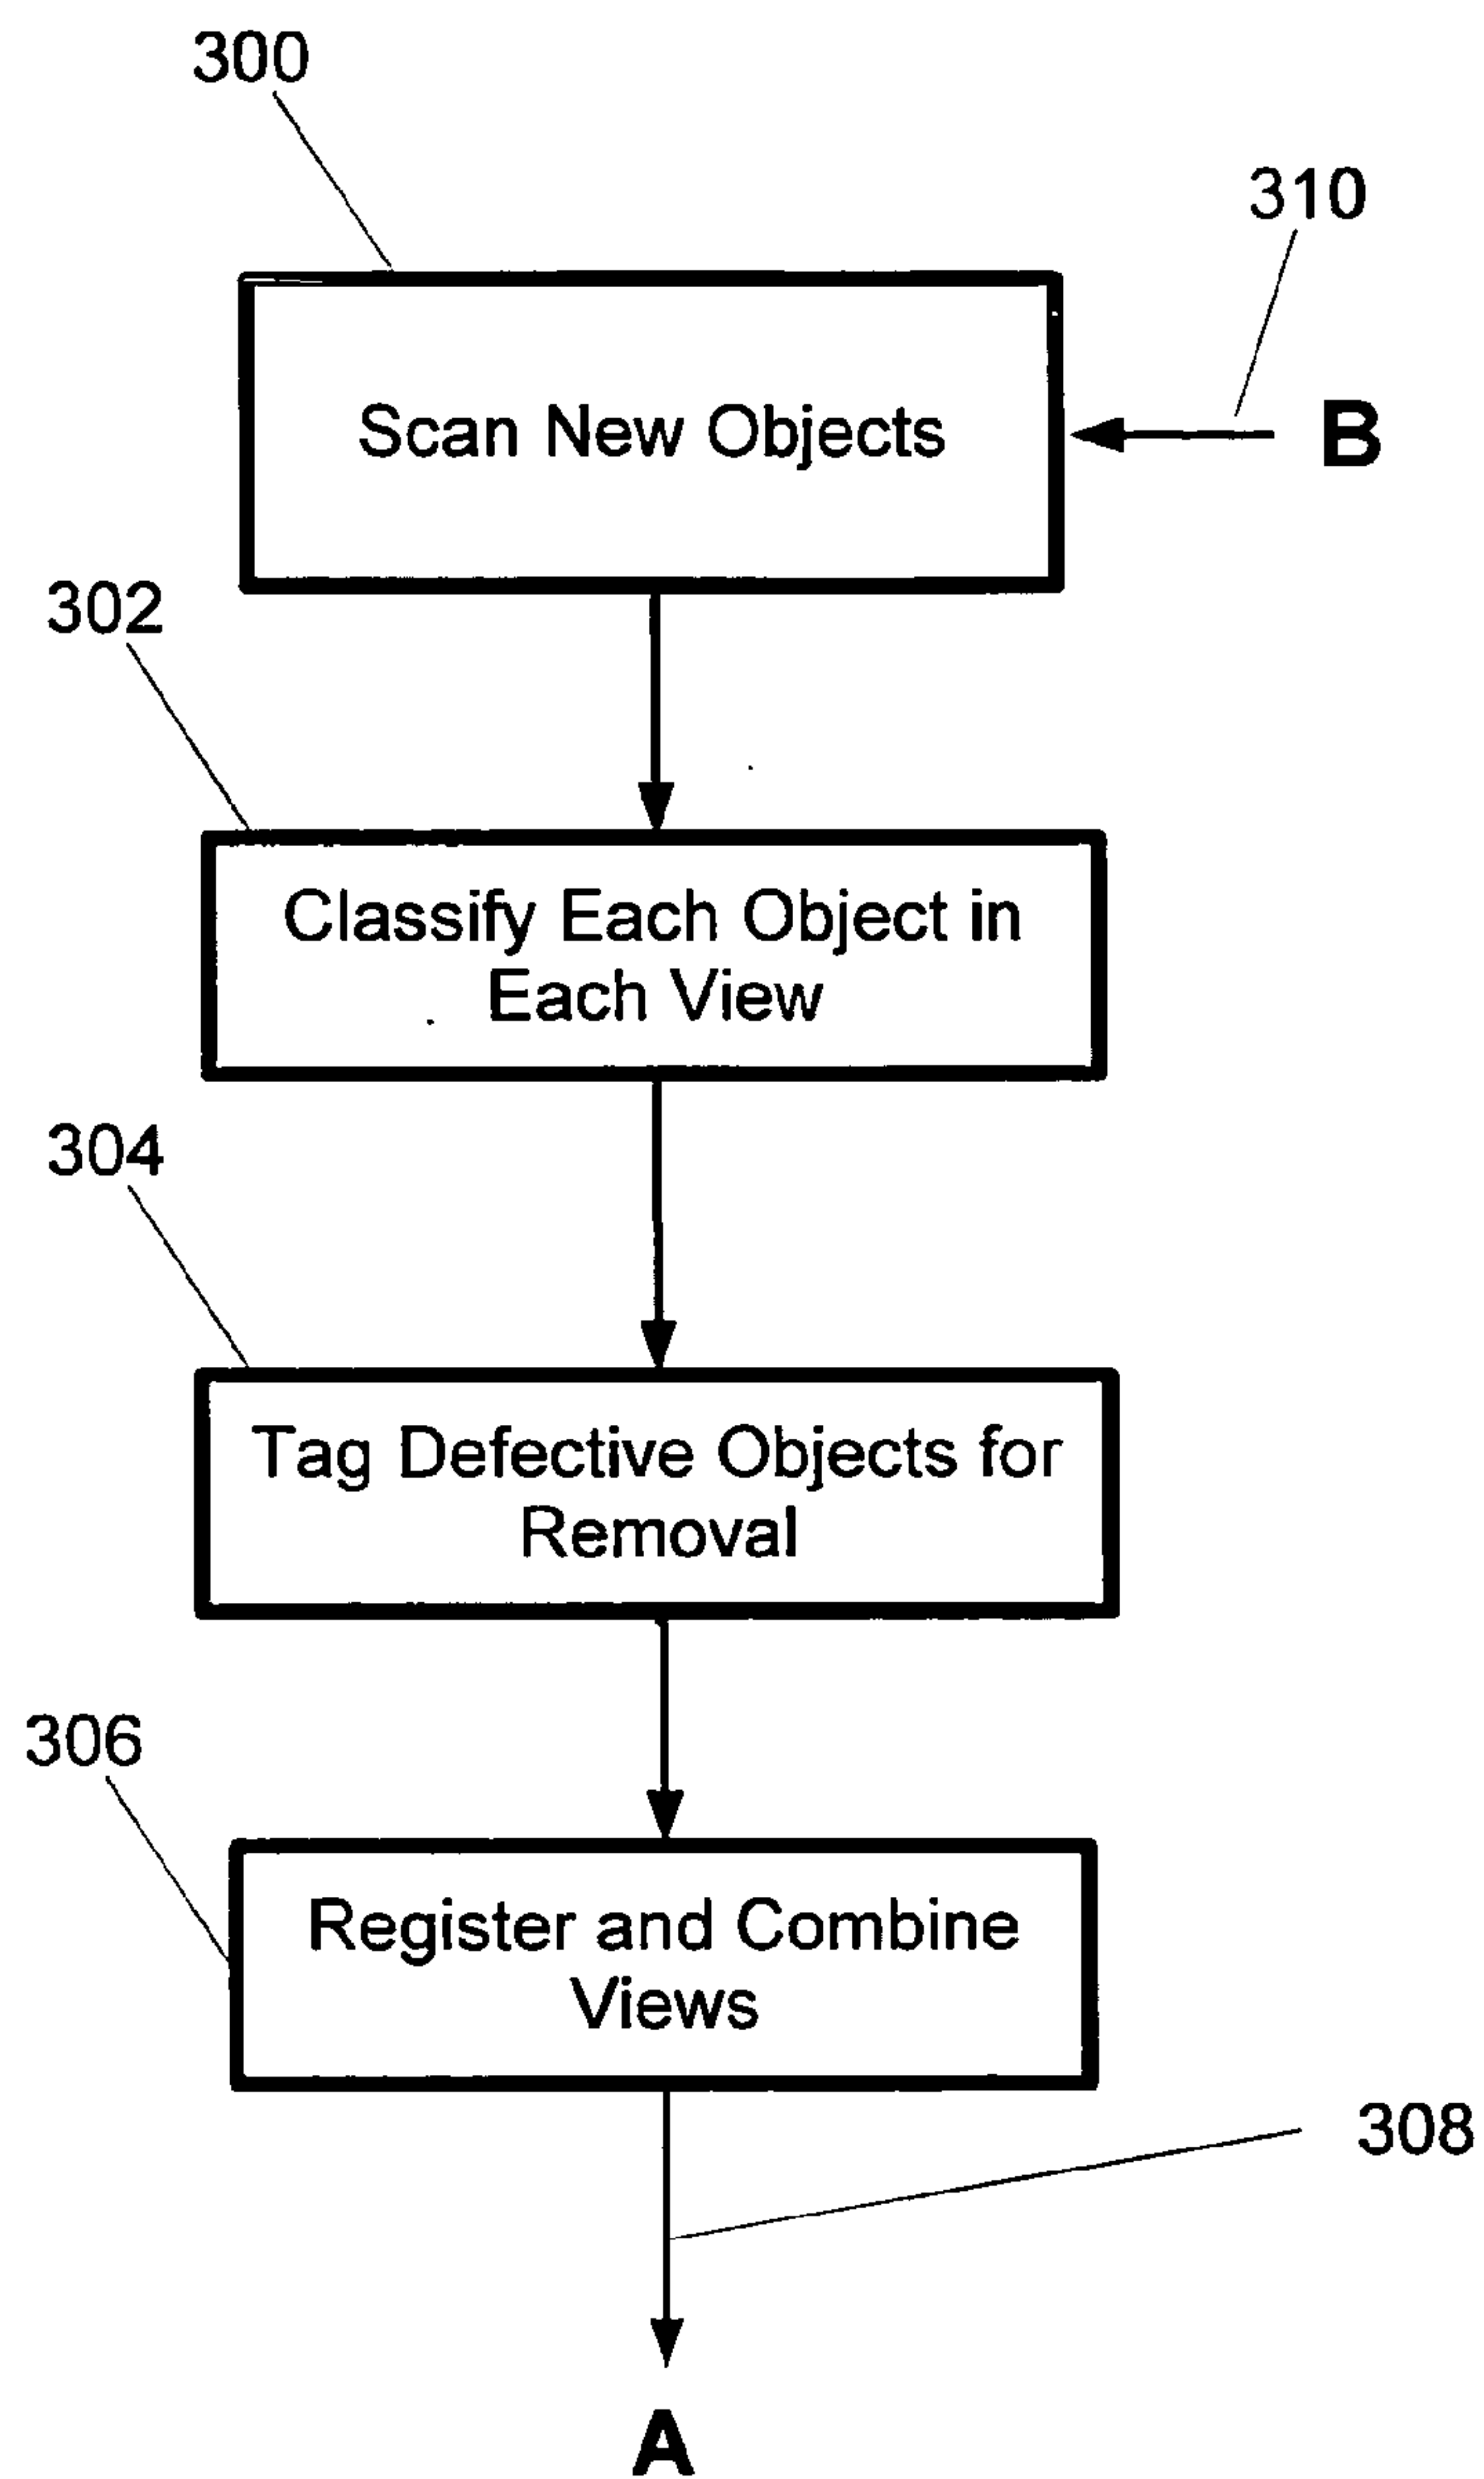 300
310
Scan New Objects
B
302
Classify Each Object in
Each View
304
Tag Defective Objects for
Removal
306
Register and Combine
Views
308
A